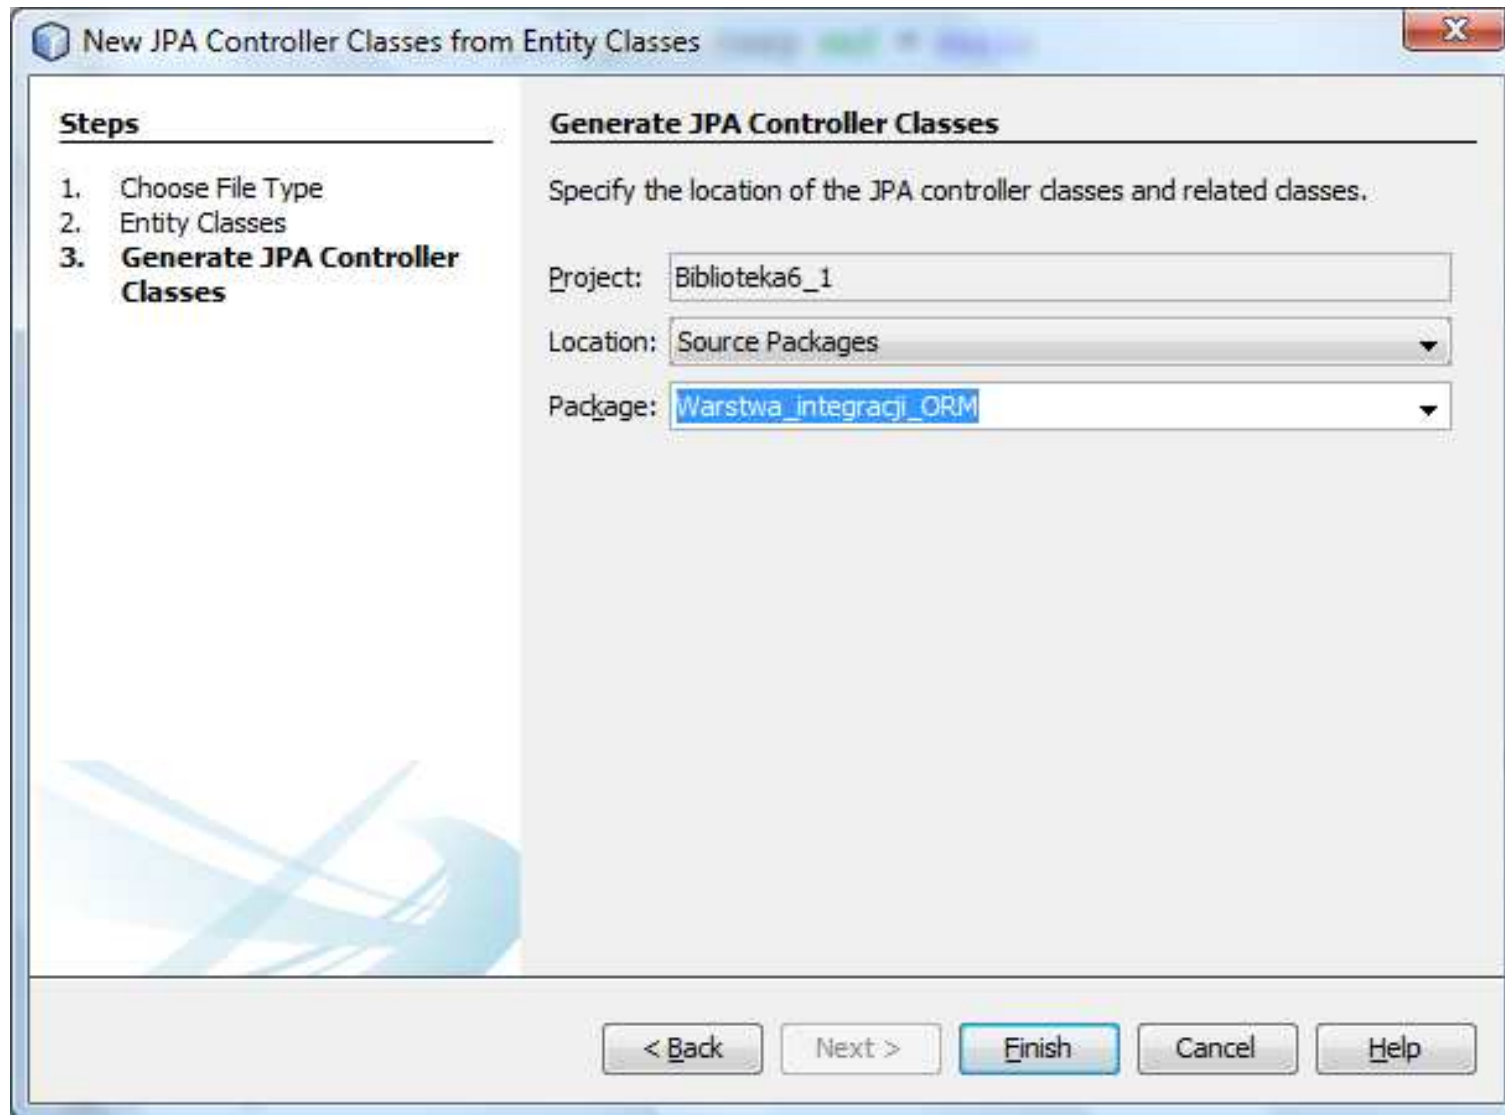 New JPA Controller Classes from Entity Classes
Steps
1. Choose File Type
2. Entity Classes
3. Generate JPA Controller
Classes
Generate JPA Controller Classes
Specify the location of the JPA controller classes and related classes.
Project: Biblioteka6_1
Location: Source Packages
Package: Warstwa_integracji_ORM
< Back Next > Finish Cancel Help